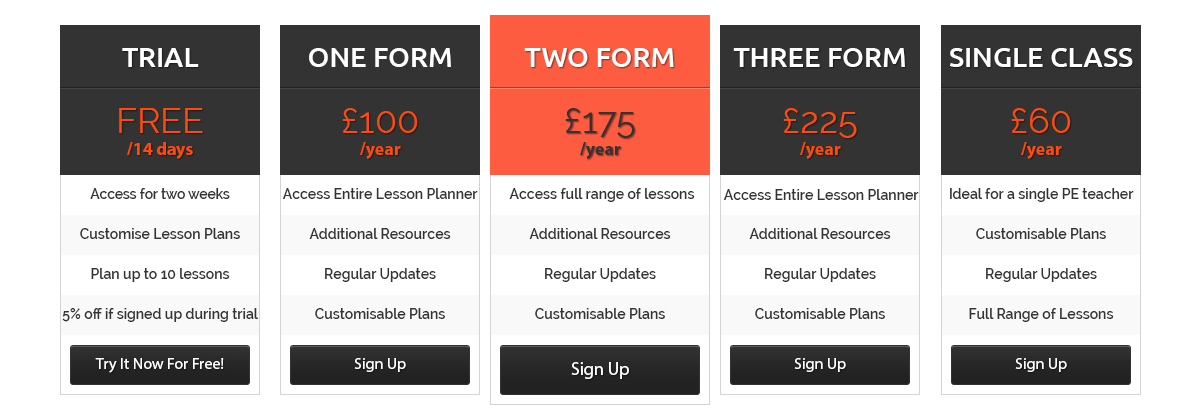 TRIAL
FREE
/14 days
Access for two weeks
Customise Lesson Plans
Plan up to 10 lessons
5% off if signed up during trial
Try It Now For Free!
ONE FORM
£100
/year
Access Entire Lesson Planner
Additional Resources
Regular Updates
Customisable Plans
Sign Up
TWO FORM
£175
/year
Access full range of lessons
Additional Resources
Regular Updates
Customisable Plans
Sign Up
THREE FORM
£225
/year
Access Entire Lesson Planner
Additional Resources
Regular Updates
Customisable Plans
Sign Up
SINGLE CLASS
£60
/year
Ideal for a single PE teacher
Customisable Plans
Regular Updates
Full Range of Lessons
Sign Up